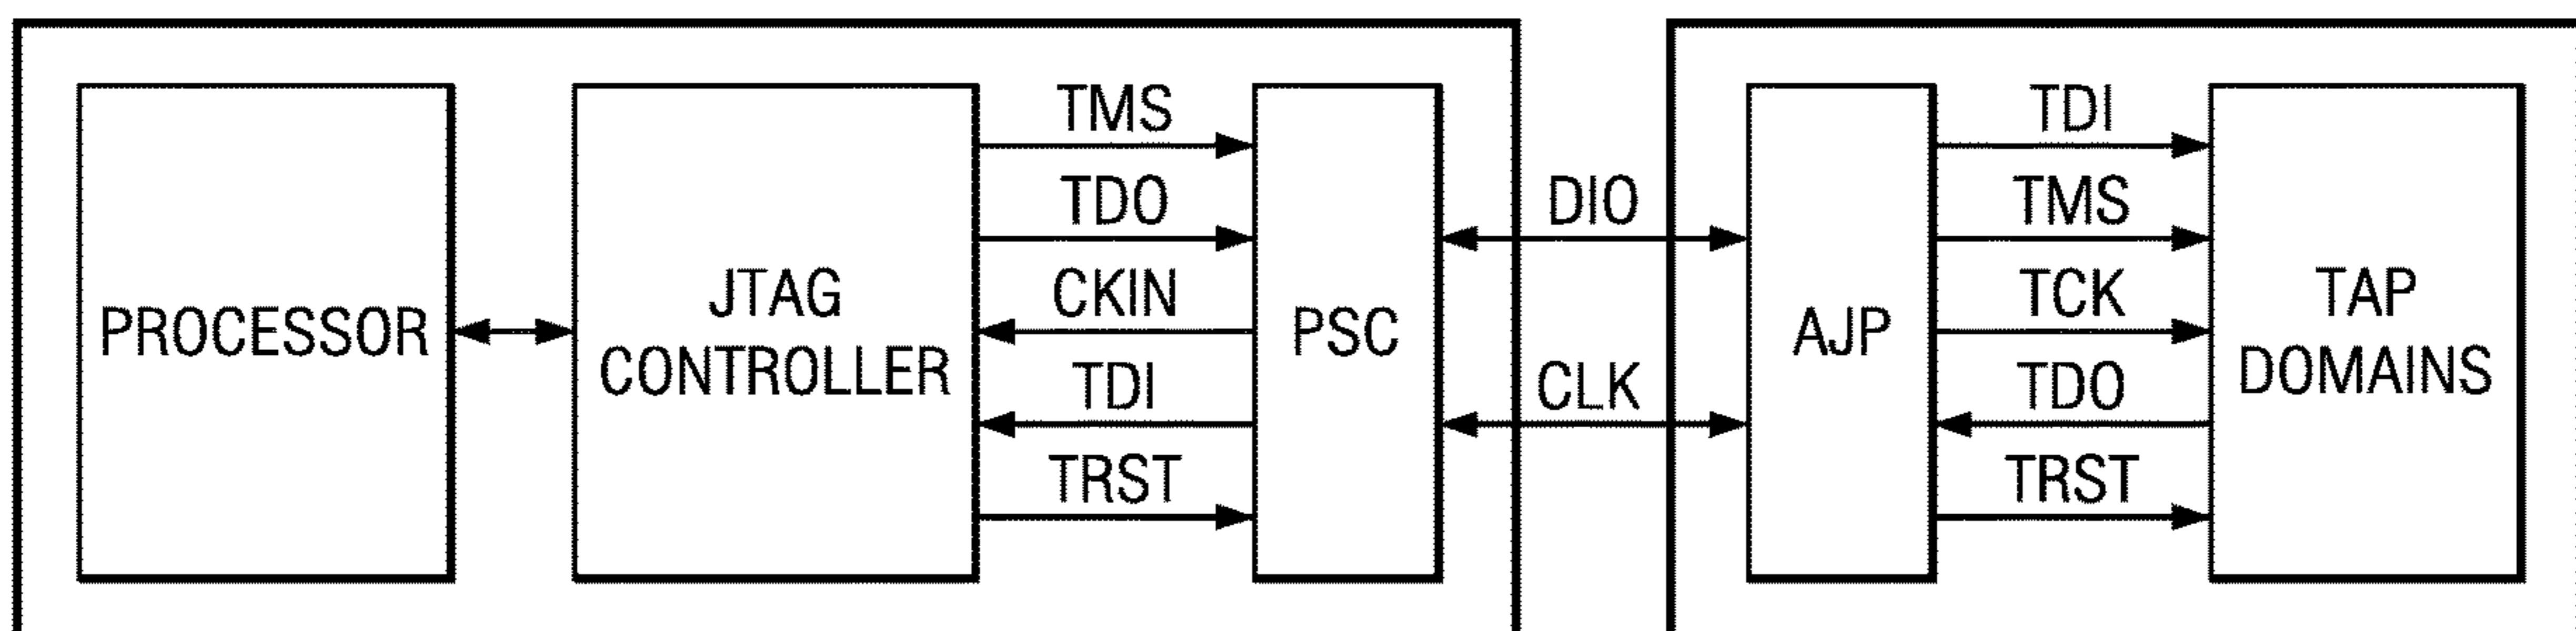 PROCESSOR
JTAG
CONTROLLER
TMS
TDO
CKIN
TDI
TRST
PSC
DIO
CLK
AJP
TDI
TMS
TCK
TDO
TRST
TAP
DOMAINS